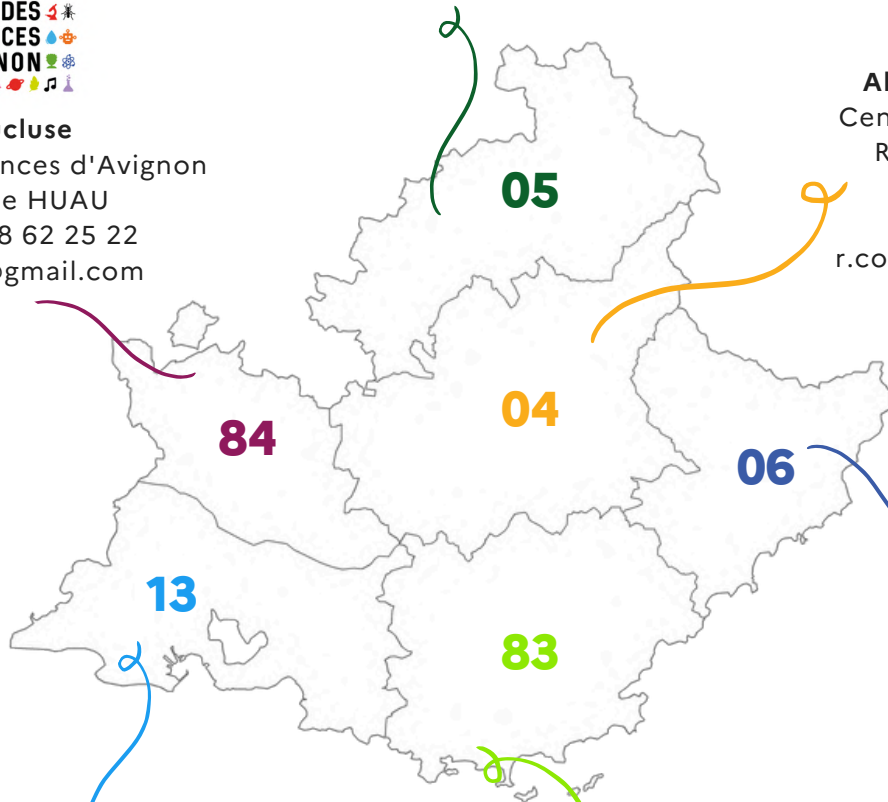 DES
CES
NON
cluse
nces d'Avignon
e HUAU
8 62 25 22
@gmail.com
Al
Cen
R
r.co
05
04
84
06
13
83